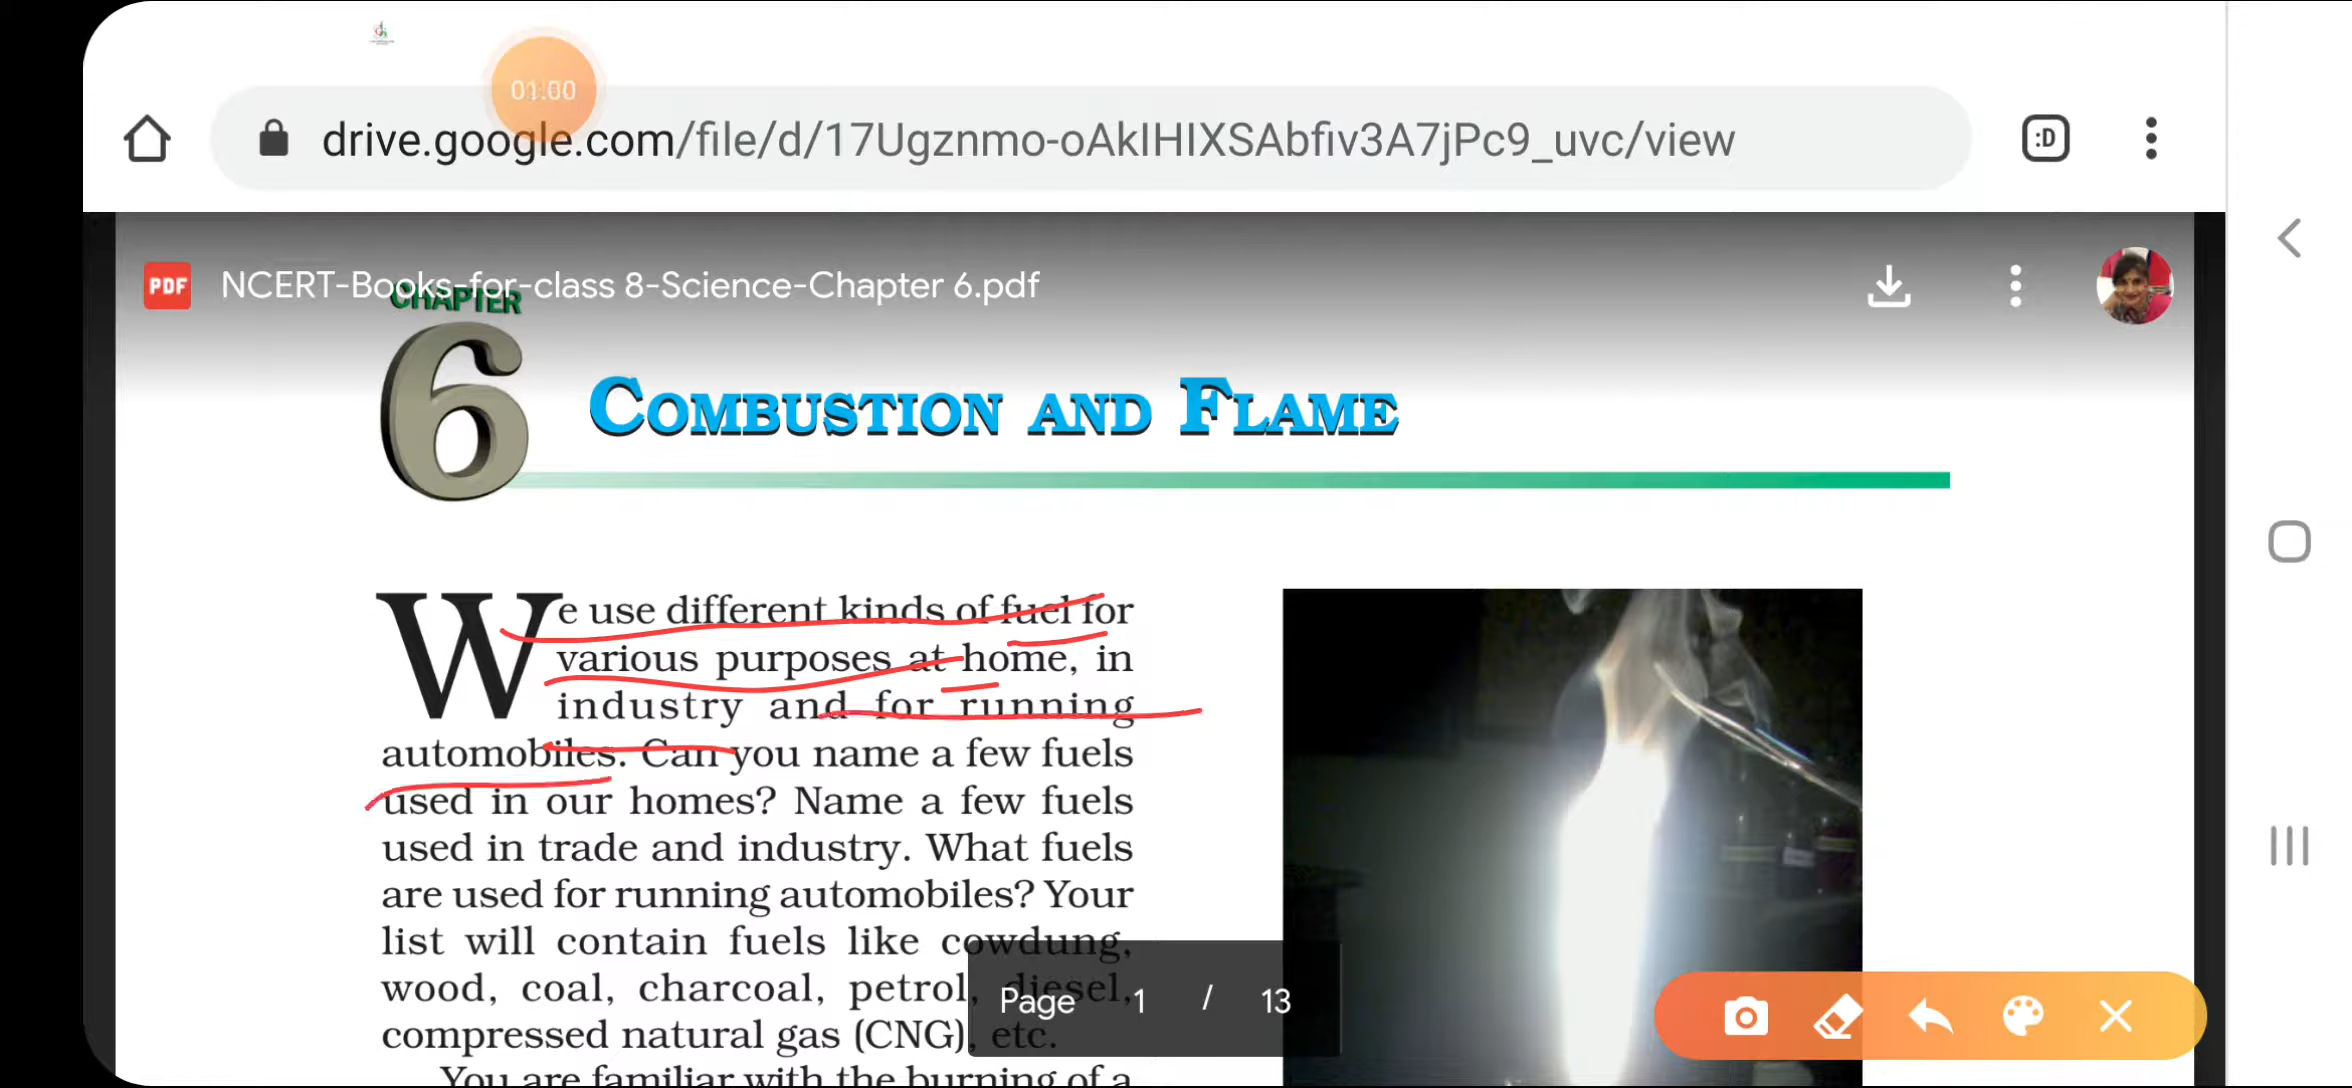 01:00
drive.google.com/file/d/17Ugznmo-oAkIHIXSAbfiv3A7jPc9_uvc/view
:D
PDF NCERT-Books-for-class 8-Science-Chapter 6.pdf
CHAPTER
6 COMBUSTION AND FLAME
We use different kinds of fuel for
various purposes at home, in
industry and for running
automobiles. Can you name a few fuels
used in our homes? Name a few fuels
used in trade and industry. What fuels
are used for running automobiles? Your
list will contain fuels like cowdung,
wood, coal, charcoal, petrol, diesel,
compressed natural gas (CNG), etc.
You are familiar with the burning of a
Page 1 / 13